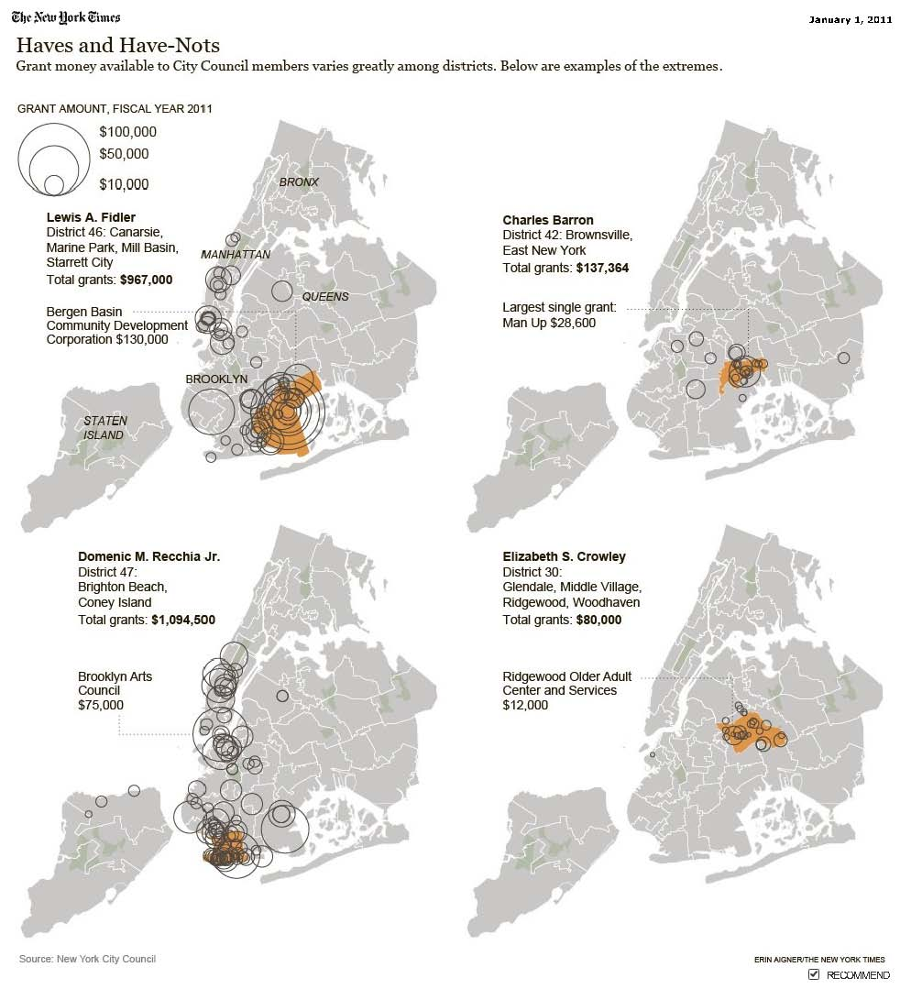 The New York Times
January 1, 2011
Haves and Have-Nots
Grant money available to City Council members varies greatly among districts. Below are examples of the extremes.
GRANT AMOUNT, FISCAL YEAR 2011
$100,000
$50,000
$10,000
BRONX
MANHATTAN
QUEENS
BROOKLYN
STATEN
ISLAND
Lewis A. Fidler
District 46: Canarsie,
Marine Park, Mill Basin,
Starrett City
Total grants: $967,000
Bergen Basin
Community Development
Corporation $130,000
Charles Barron
District 42: Brownsville,
East New York
Total grants: $137,364
Largest single grant:
Man Up $28,600
Domenic M. Recchia Jr.
District 47:
Brighton Beach,
Coney Island
Total grants: $1,094,500
Brooklyn Arts
Council
$75,000
Elizabeth S. Crowley
District 30:
Glendale, Middle Village,
Ridgewood, Woodhaven
Total grants: $80,000
Ridgewood Older Adult
Center and Services
$12,000
Source: New York City Council
ERIN AIGNER/THE NEW YORK TIMES
RECOMMEND